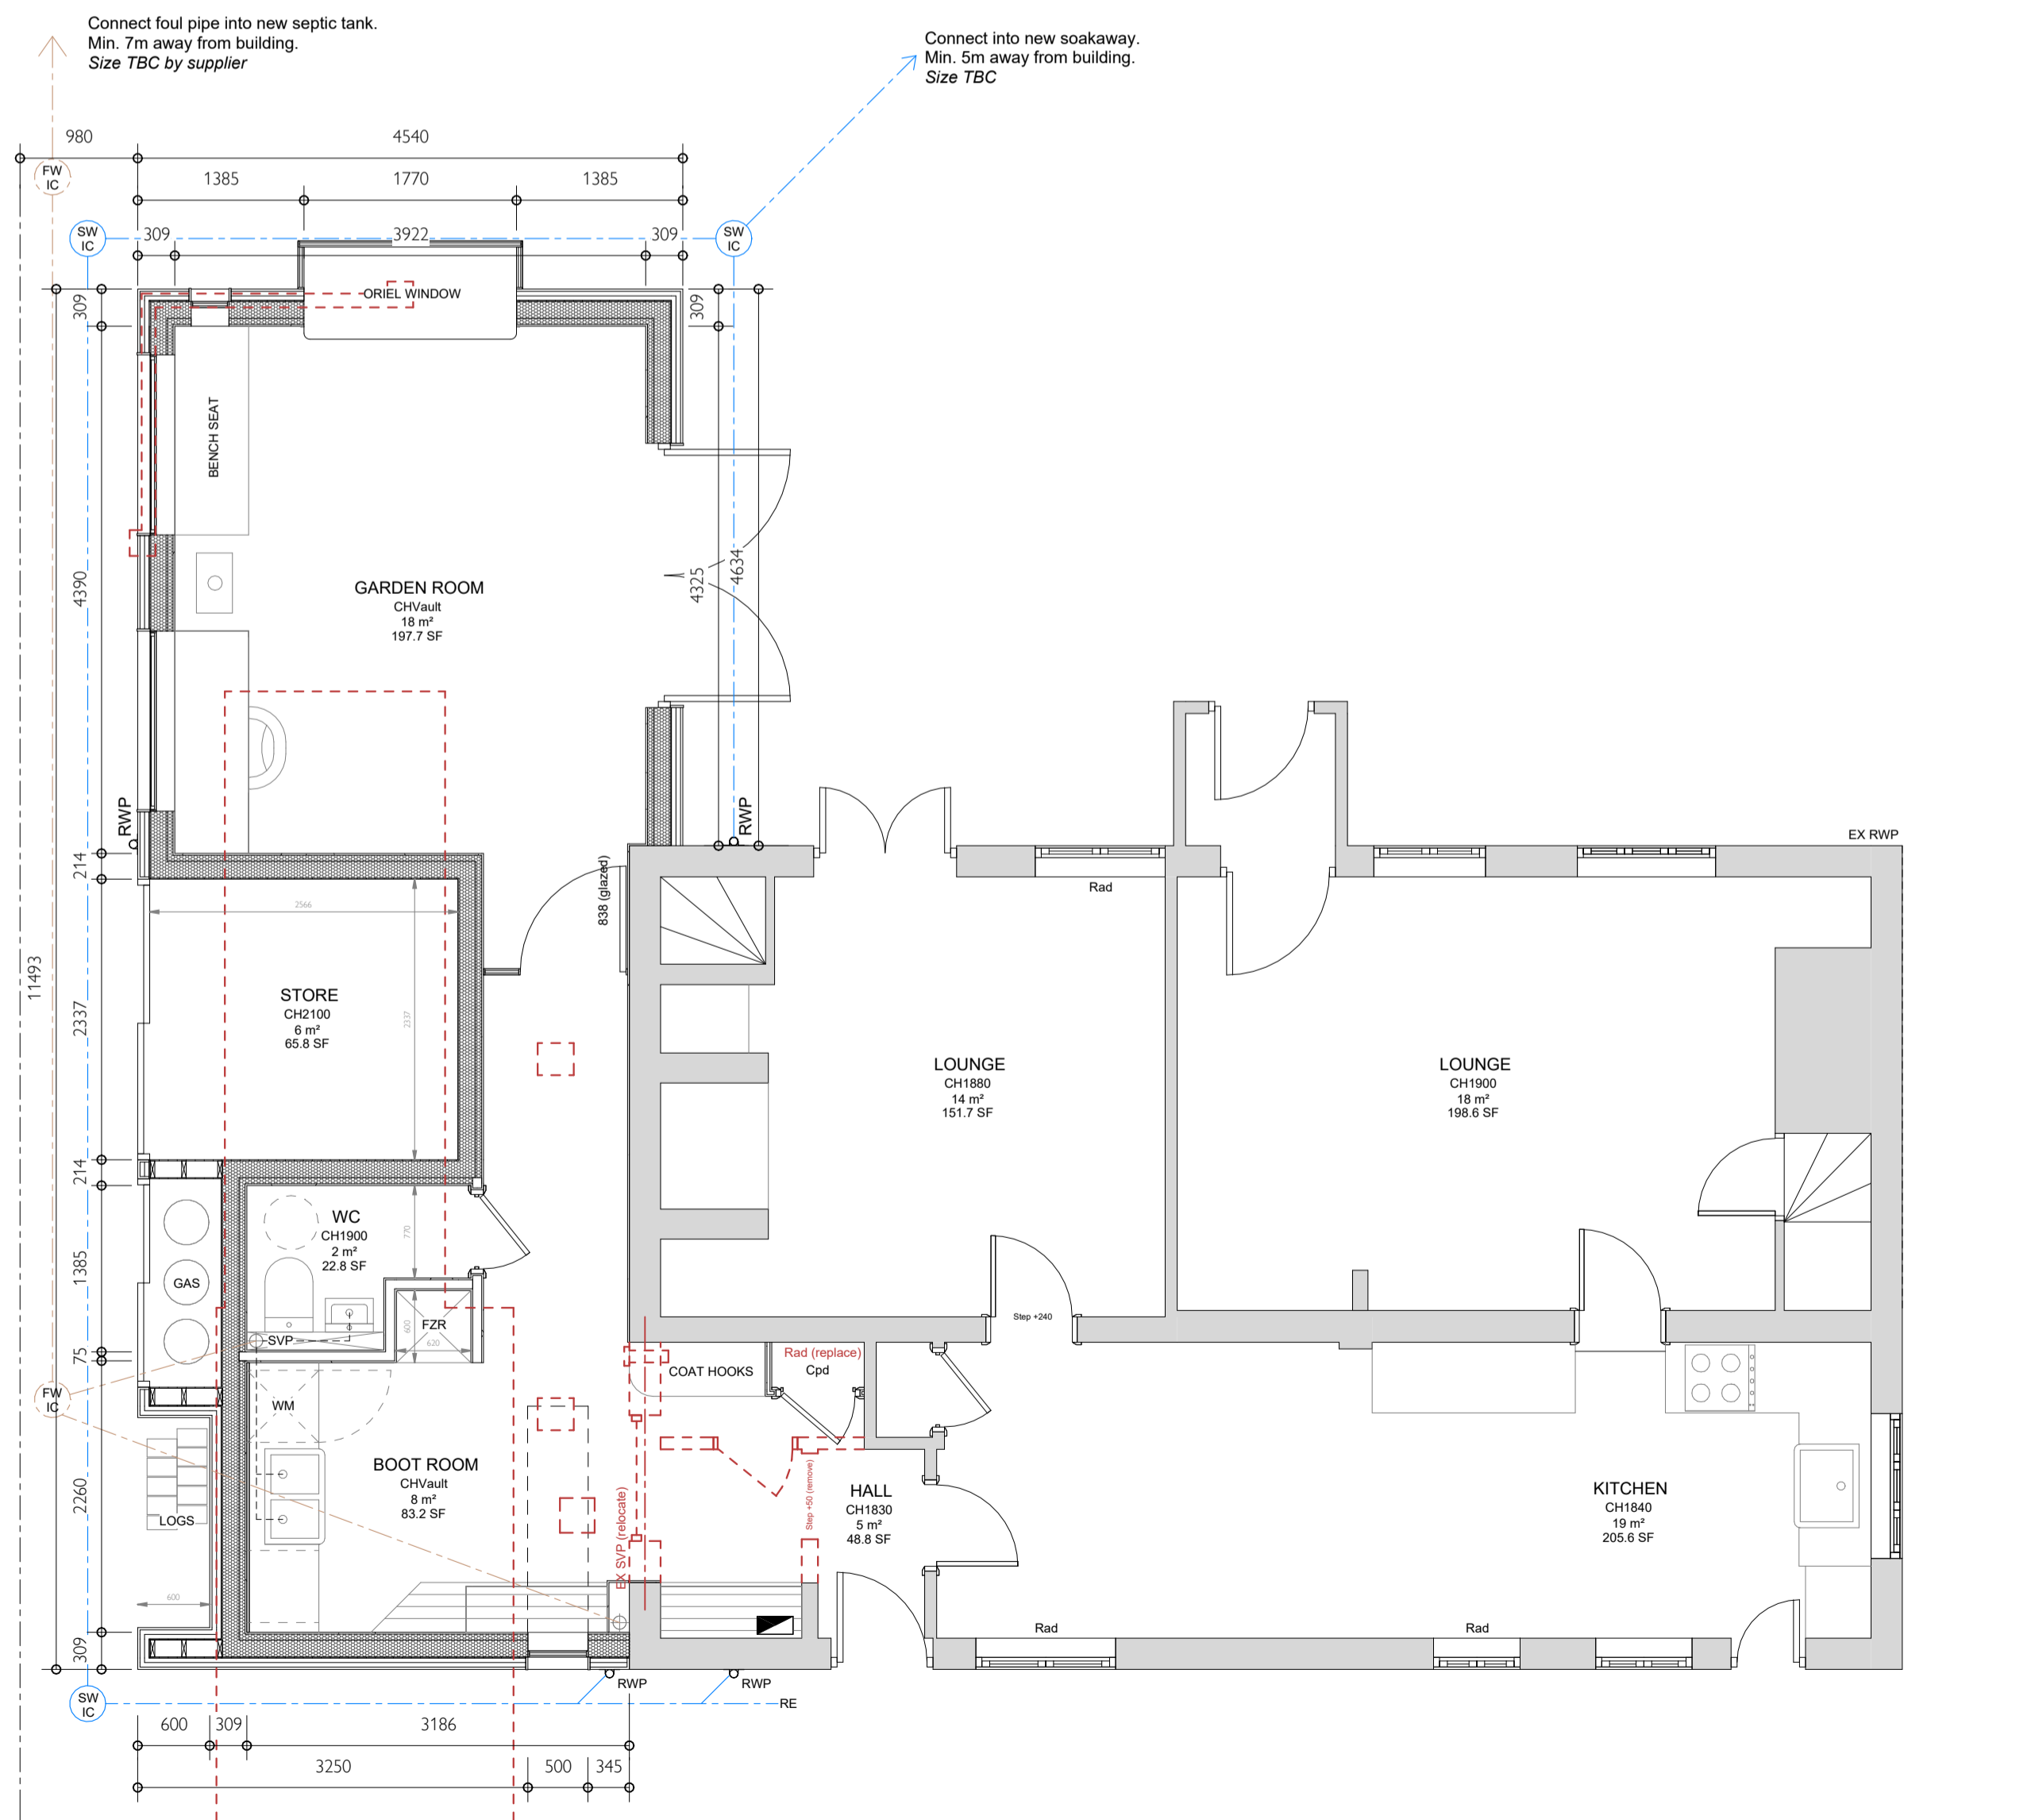 Connect foul pipe into new septic tank.
Min. 7m away from building.
Size TBC by supplier
Connect into new soakaway.
Min. 5m away from building.
Size TBC
980
4540
FW
IC
1385
1770
1385
SW
IC
309
3922
309
SW
IC
309
ORIEL WINDOW
309
BENCH SEAT
4390
4325
4634
GARDEN ROOM
CHVault
18 m²
197.7 SF
RWP
RWP
EX RWP
214
838 (glazed)
Rad
2566
11493
2337
2337
STORE
CH2100
6 m²
65.8 SF
LOUNGE
CH1880
14 m²
151.7 SF
LOUNGE
CH1900
18 m²
198.6 SF
214
WC
CH1900
2 m²
22.8 SF
770
1385
GAS
FZR
600
620
SVP
Step +240
75
Rad (replace)
Cpd
COAT HOOKS
FW
IC
WM
BOOT ROOM
CHVault
8 m²
83.2 SF
2260
LOGS
600
EX SVP (relocate)
Step +50 (remove)
HALL
CH1830
5 m²
48.8 SF
KITCHEN
CH1840
19 m²
205.6 SF
Rad
Rad
309
RWP
RWP
SW
IC
RE
600
309
3186
3250
500
345